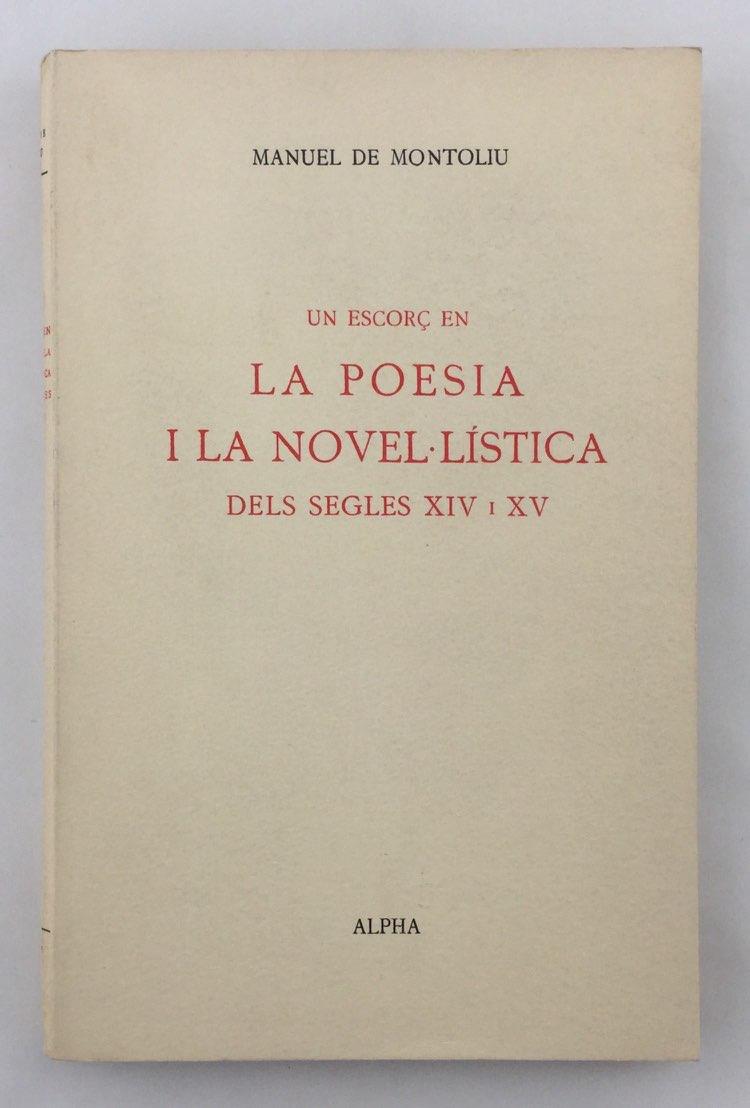 MANUEL DE MONTOLIU
UN ESCORÇ EN
LA POESIA
I LA NOVEL·LÍSTICA
DELS SEGLES XIV I XV
ALPHA